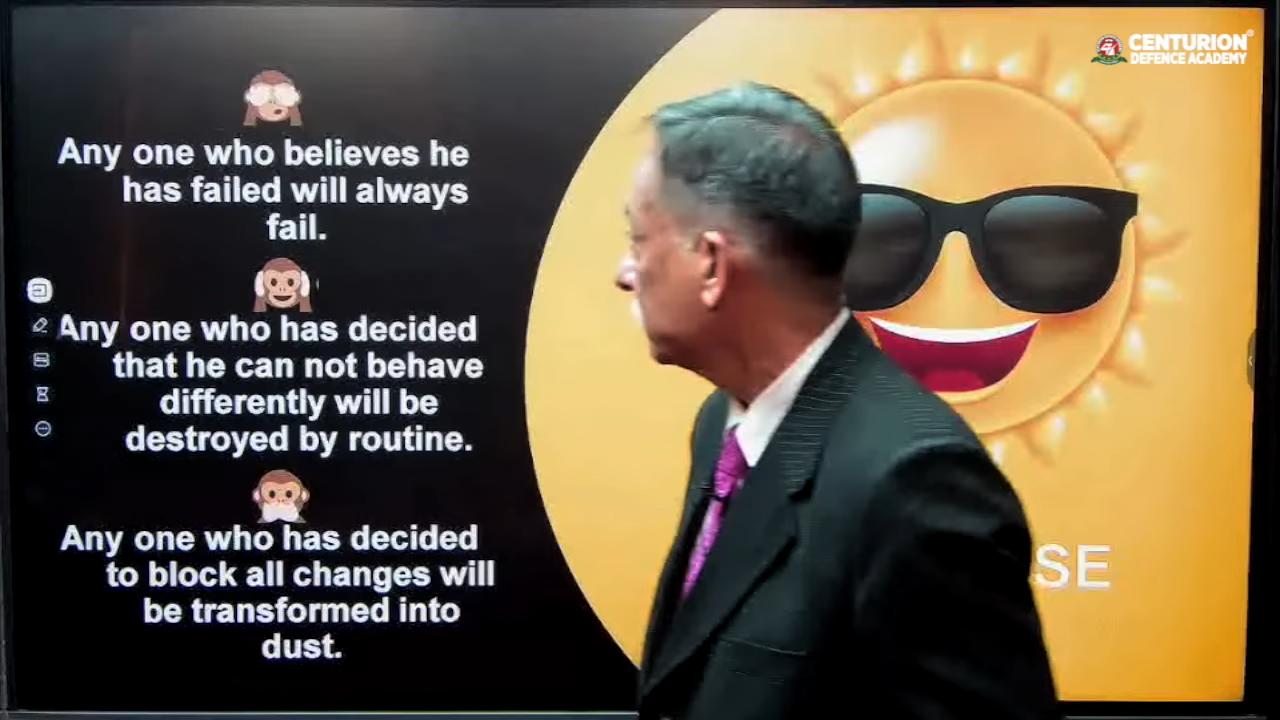 CENTURION
DEFENCE ACADEMY
Any one who believes he
has failed will always
fail.
Any one who has decided
that he can not behave
differently will be
destroyed by routine.
Any one who has decided
to block all changes will
be transformed into
dust.